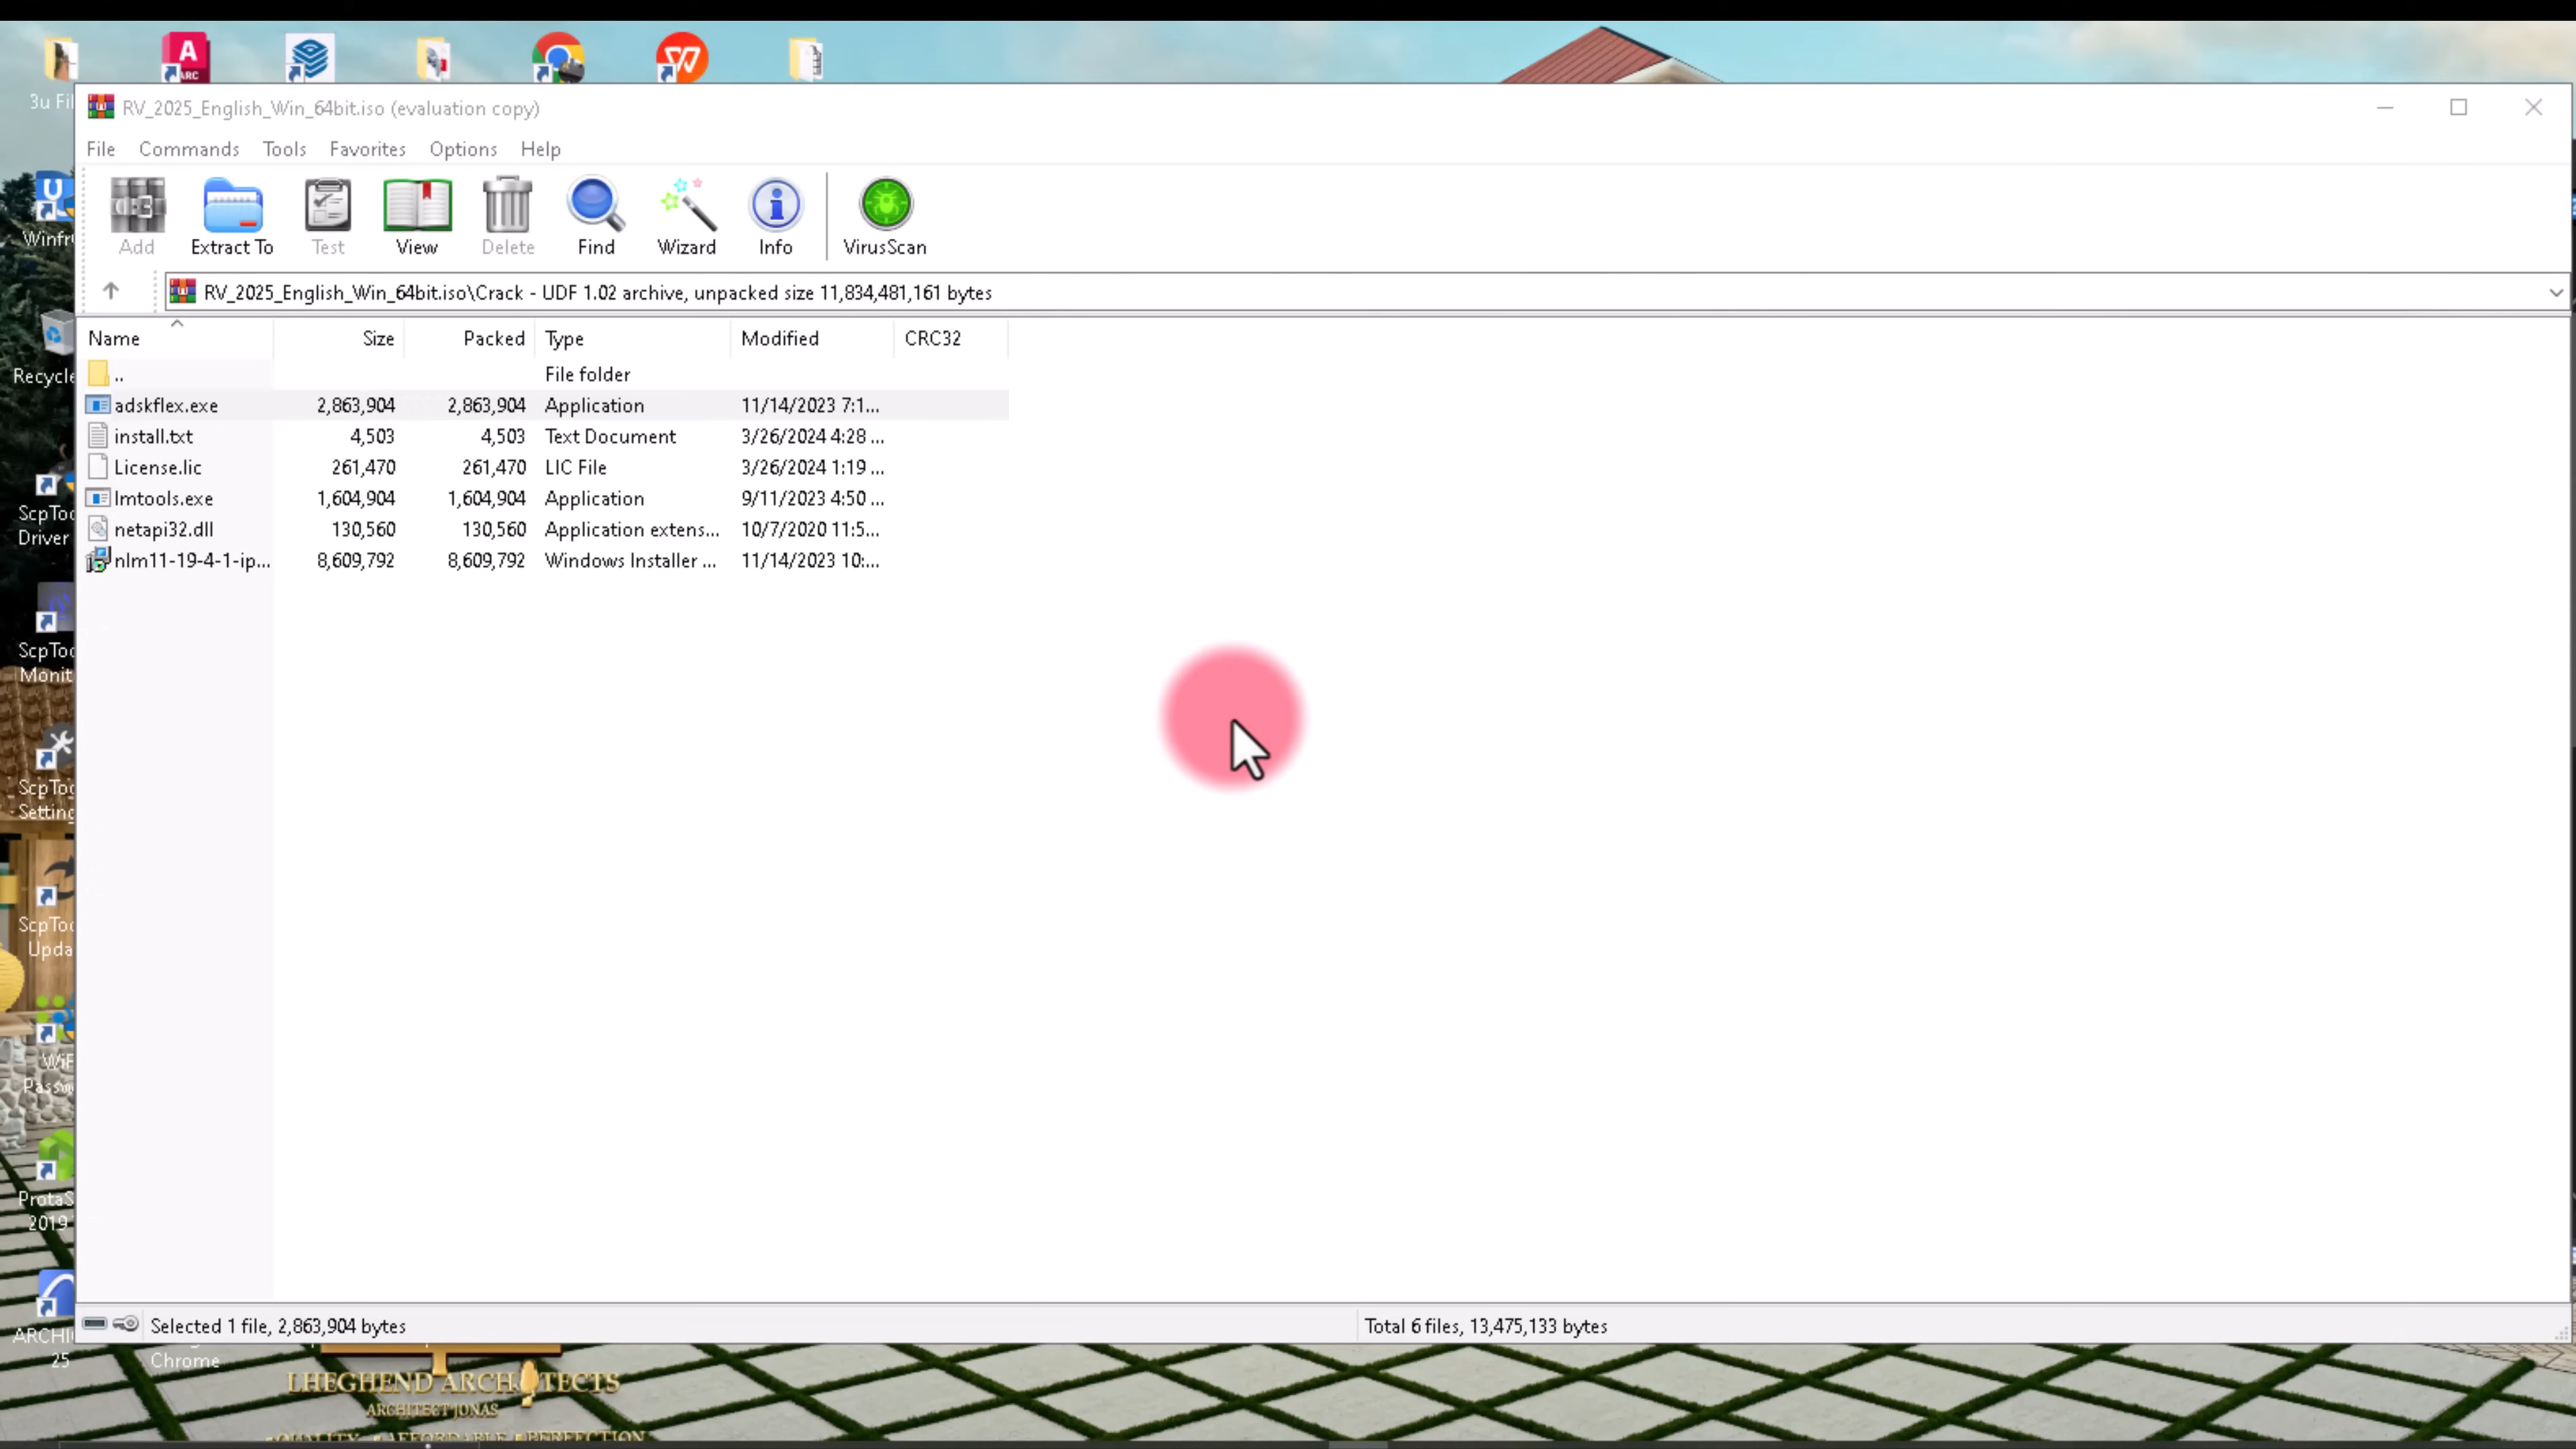 A
ARC
3u Fil
RV_2025_English_Win_64bit.iso (evaluation copy)
File Commands Tools Favorites Options Help
Add Extract To Test View Delete Find Wizard Info VirusScan
RV_2025_English_Win_64bit.iso\Crack - UDF 1.02 archive, unpacked size 11,834,481,161 bytes
Name Size Packed Type Modified CRC32
.. File folder
adskflex.exe 2,863,904 2,863,904 Application 11/14/2023 7:1...
install.txt 4,503 4,503 Text Document 3/26/2024 4:28 ...
License.lic 261,470 261,470 LIC File 3/26/2024 1:19 ...
lmtools.exe 1,604,904 1,604,904 Application 9/11/2023 4:50 ...
netapi32.dll 130,560 130,560 Application extens... 10/7/2020 11:5...
nlm11-19-4-1-ip... 8,609,792 8,609,792 Windows Installer ... 11/14/2023 10:...
Winfr
Recycle
ScpToo
Driver
ScpToo
Monit
ScpToo
Setting
ScpToo
Upda
WiF
Passw
ProtaS
2019
ARCHI
25
Selected 1 file, 2,863,904 bytes
Total 6 files, 13,475,133 bytes
Chrome
LHEGHEND ARCHITECTS
ARCHITECT JONAS